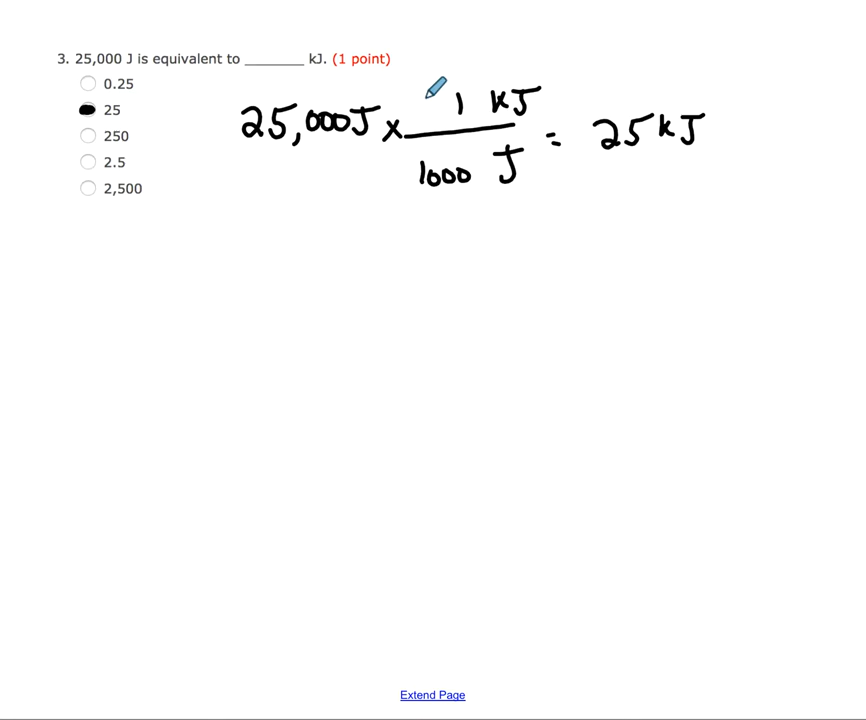 3. 25,000 J is equivalent to _______ kJ. (1 point)
0.25
25
250
2.5
2,500
25,000J x 1 kJ / 1000 J = 25 kJ
Extend Page